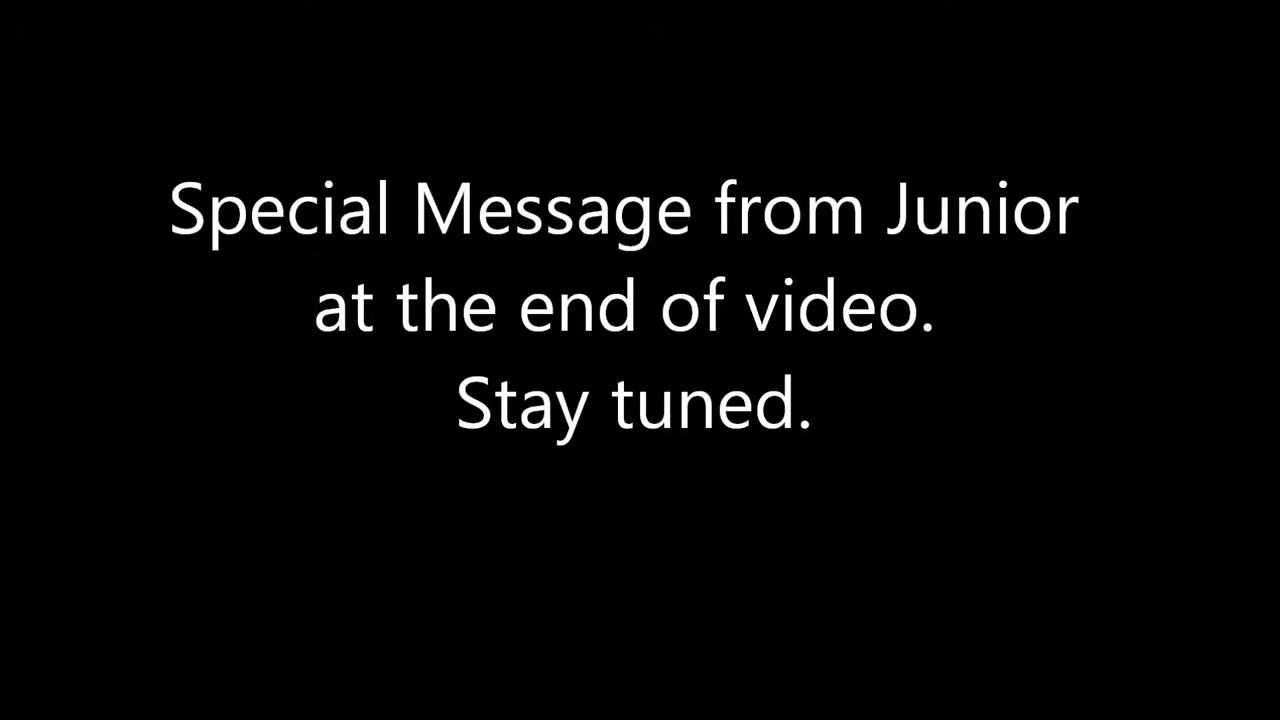 Special Message from Junior
at the end of video.
Stay tuned.